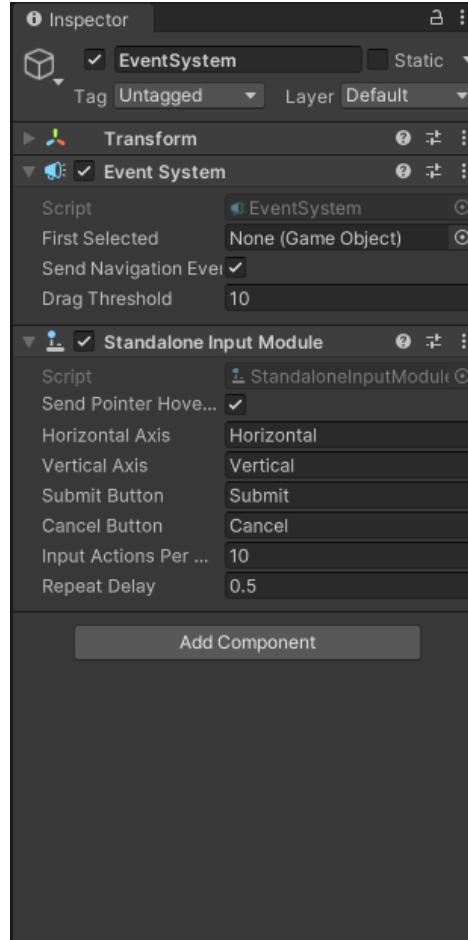 Inspector
EventSystem Static
Tag Untagged Layer Default
Transform
Event System
Script EventSystem
First Selected None (Game Object)
Send Navigation Eve
Drag Threshold 10
Standalone Input Module
Script StandaloneInputModule
Send Pointer Hove...
Horizontal Axis Horizontal
Vertical Axis Vertical
Submit Button Submit
Cancel Button Cancel
Input Actions Per ... 10
Repeat Delay 0.5
Add Component